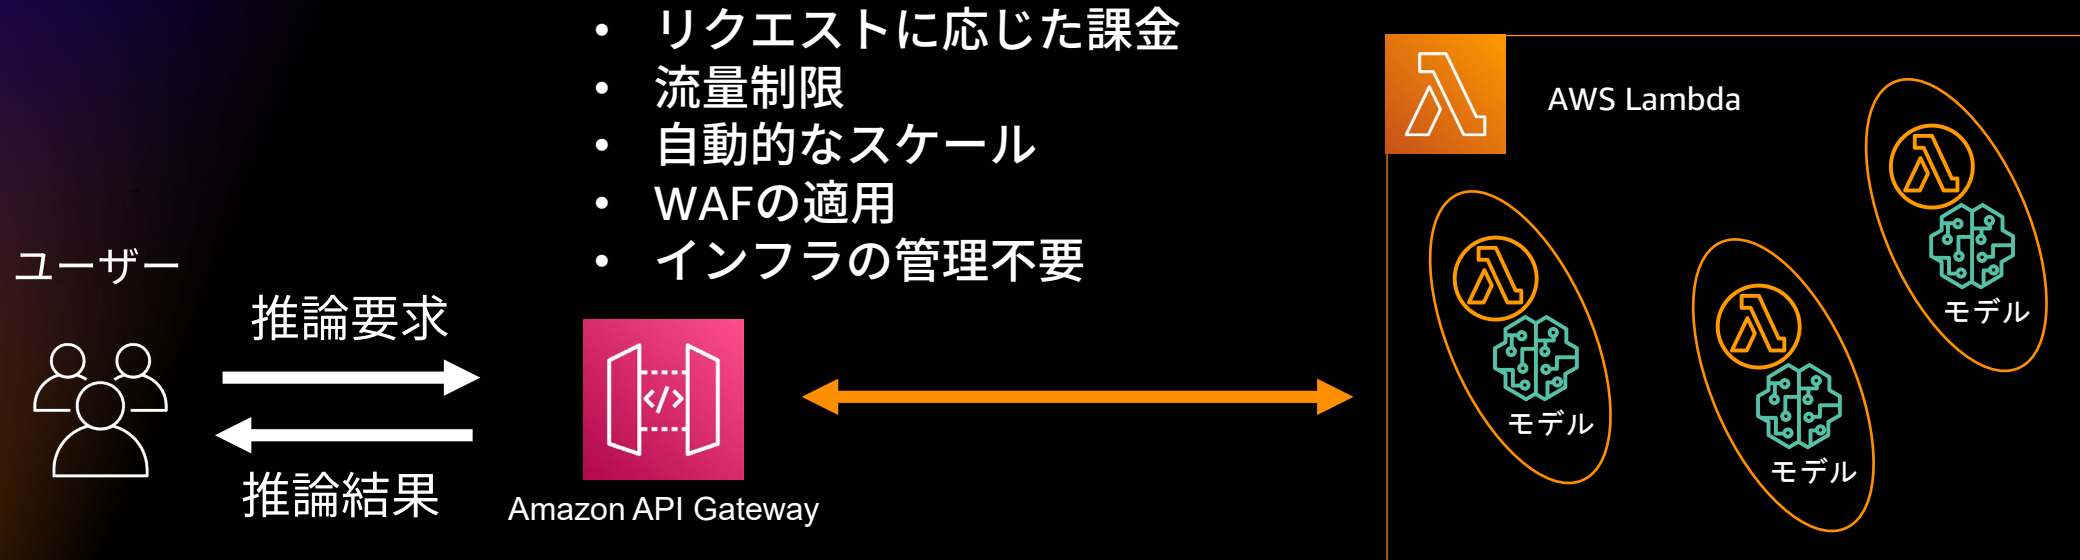 • リクエストに応じた課金
• 流量制限
• 自動的なスケール
• WAFの適用
• インフラの管理不要
ユーザー
推論要求
推論結果
</>
Amazon API Gateway
AWS Lambda
モデル
モデル
モデル